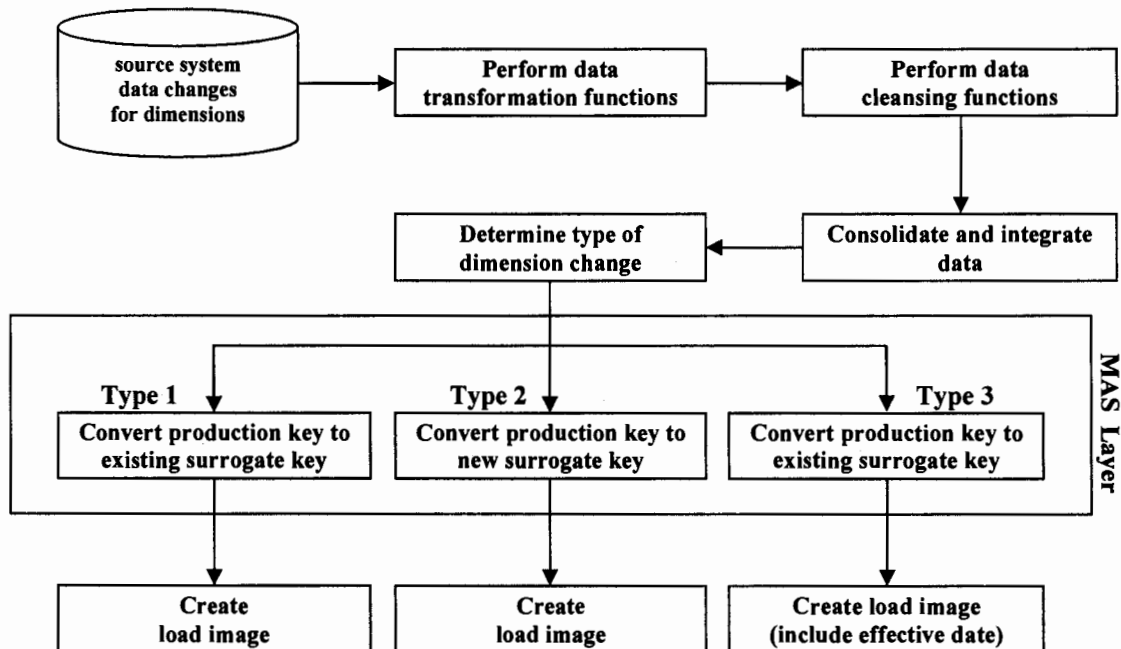 source system
data changes
for dimensions
Perform data
transformation functions
Perform data
cleansing functions
Determine type of
dimension change
Consolidate and integrate
data
MAS Layer
Type 1
Type 2
Type 3
Convert production key to
existing surrogate key
Convert production key to
new surrogate key
Convert production key to
existing surrogate key
Create
load image
Create
load image
Create load image
(include effective date)